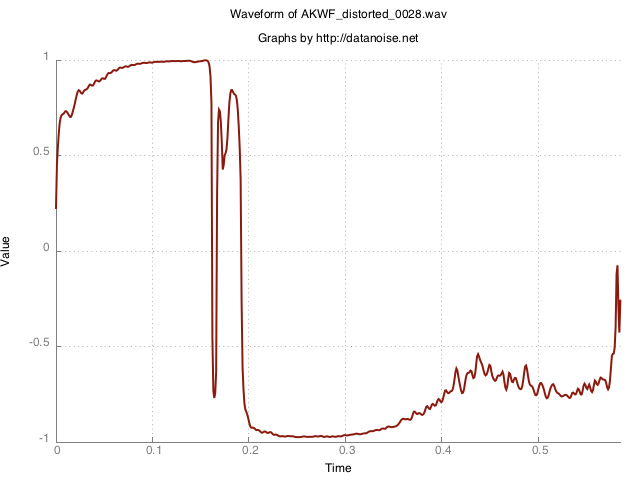 Waveform of AKWF_distorted_0028.wav
Graphs by http://datanoise.net
1
0.5
0
-0.5
-1
Value
0
0.1
0.2
0.3
0.4
0.5
Time